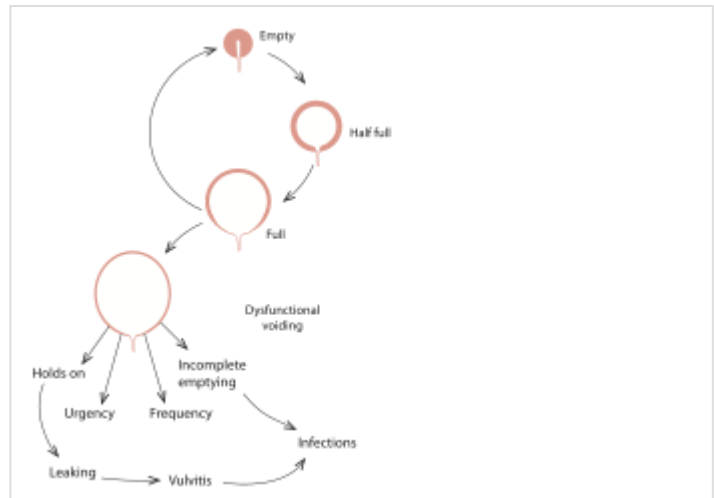 Empty
Half full
Full
Dysfunctional
voiding
Holds on
Incomplete
emptying
Urgency
Frequency
Infections
Leaking
Vulvitis